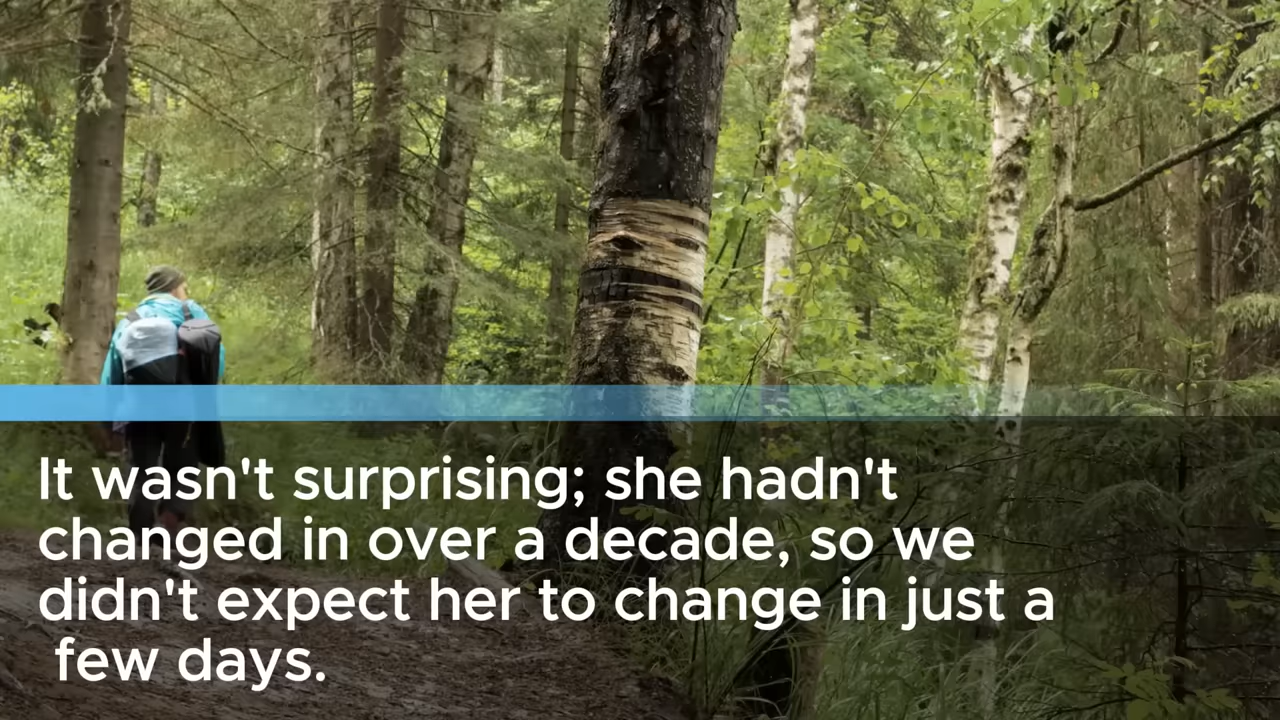 It wasn't surprising; she hadn't
changed in over a decade, so we
didn't expect her to change in just a
few days.